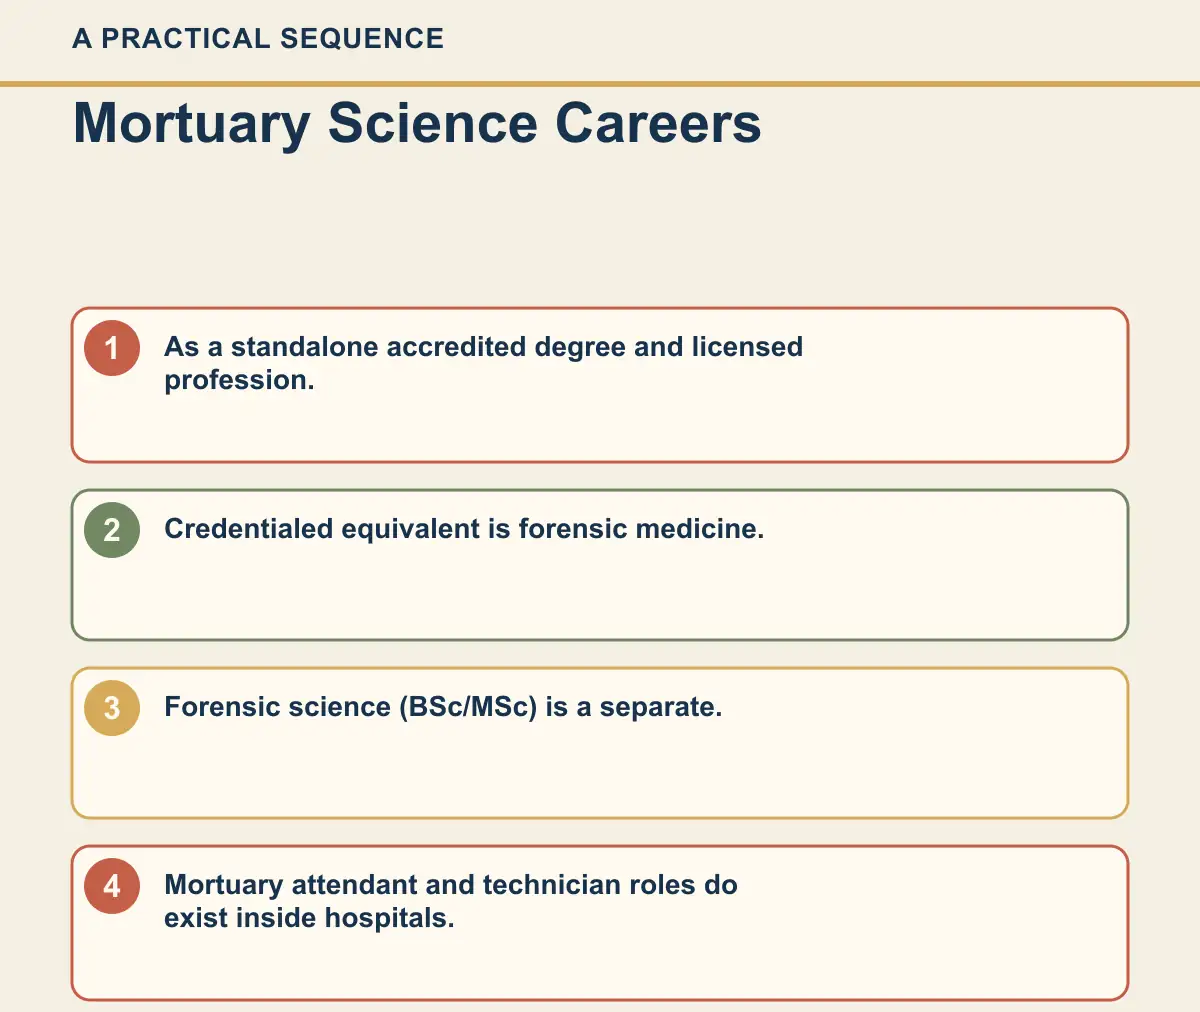 A PRACTICAL SEQUENCE
Mortuary Science Careers
1
As a standalone accredited degree and licensed
profession.
2
Credentialed equivalent is forensic medicine.
3
Forensic science (BSc/MSc) is a separate.
4
Mortuary attendant and technician roles do
exist inside hospitals.